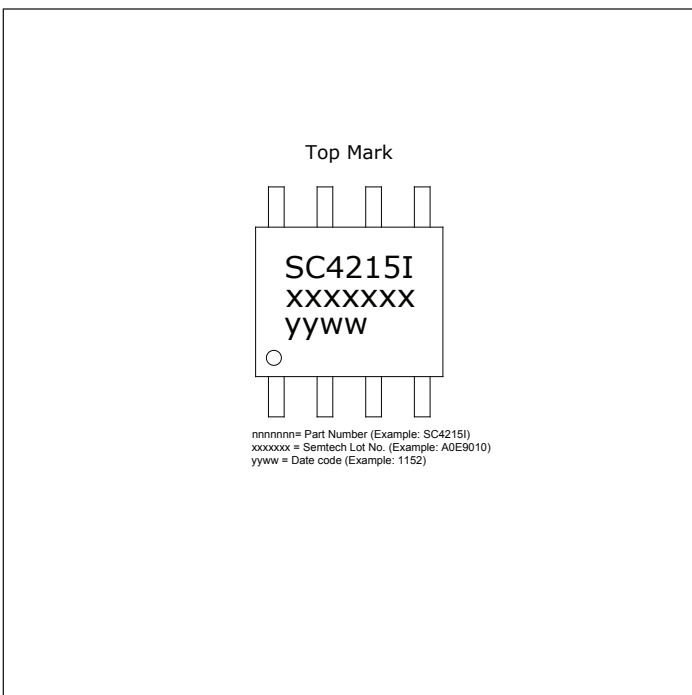 Top Mark
SC4215I
xxxxxxx
yyww
nnnnnnn= Part Number (Example: SC4215I)
xxxxxxx = Semtech Lot No. (Example: A0E9010)
yyww = Date code (Example: 1152)